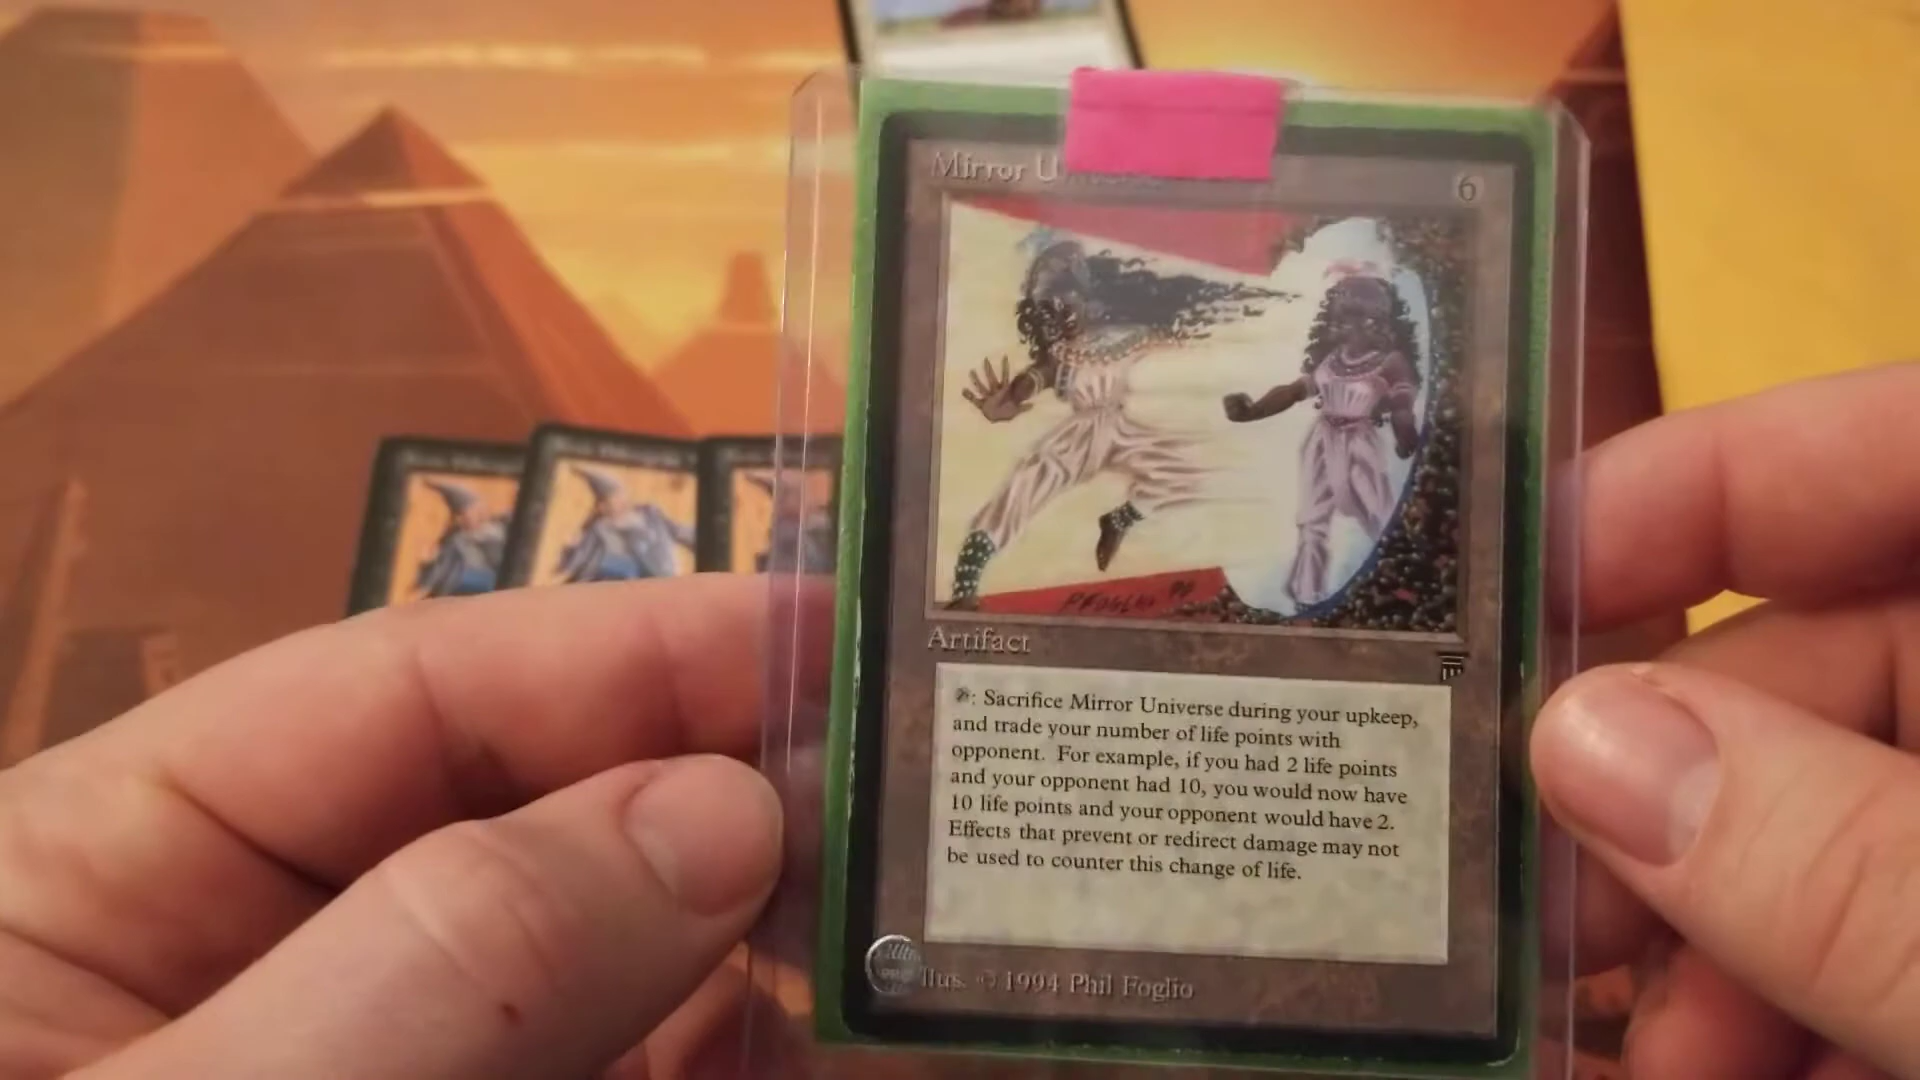 Mirror U
6
PFOGLIO
Artifact
: Sacrifice Mirror Universe during your upkeep,
and trade your number of life points with
opponent. For example, if you had 2 life points
and your opponent had 10, you would now have
10 life points and your opponent would have 2.
Effects that prevent or redirect damage may not
be used to counter this change of life.
Ultra
PRO
Illus. © 1994 Phil Foglio